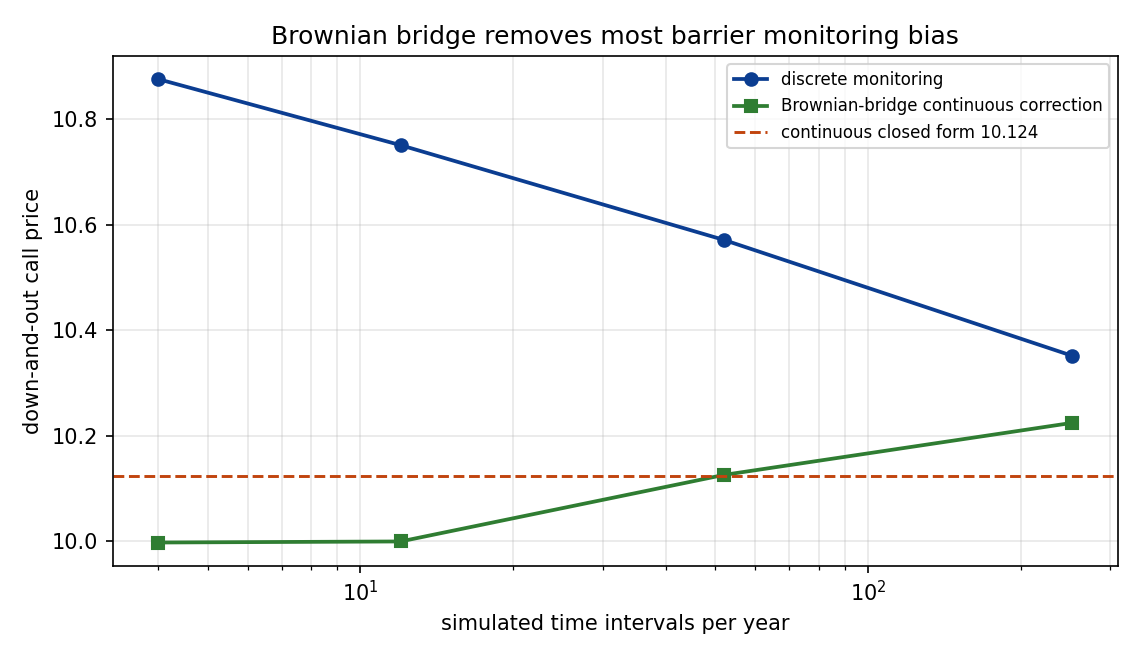 Brownian bridge removes most barrier monitoring bias
discrete monitoring
Brownian-bridge continuous correction
continuous closed form 10.124
down-and-out call price
10.8
10.6
10.4
10.2
10.0
10¹
10²
simulated time intervals per year